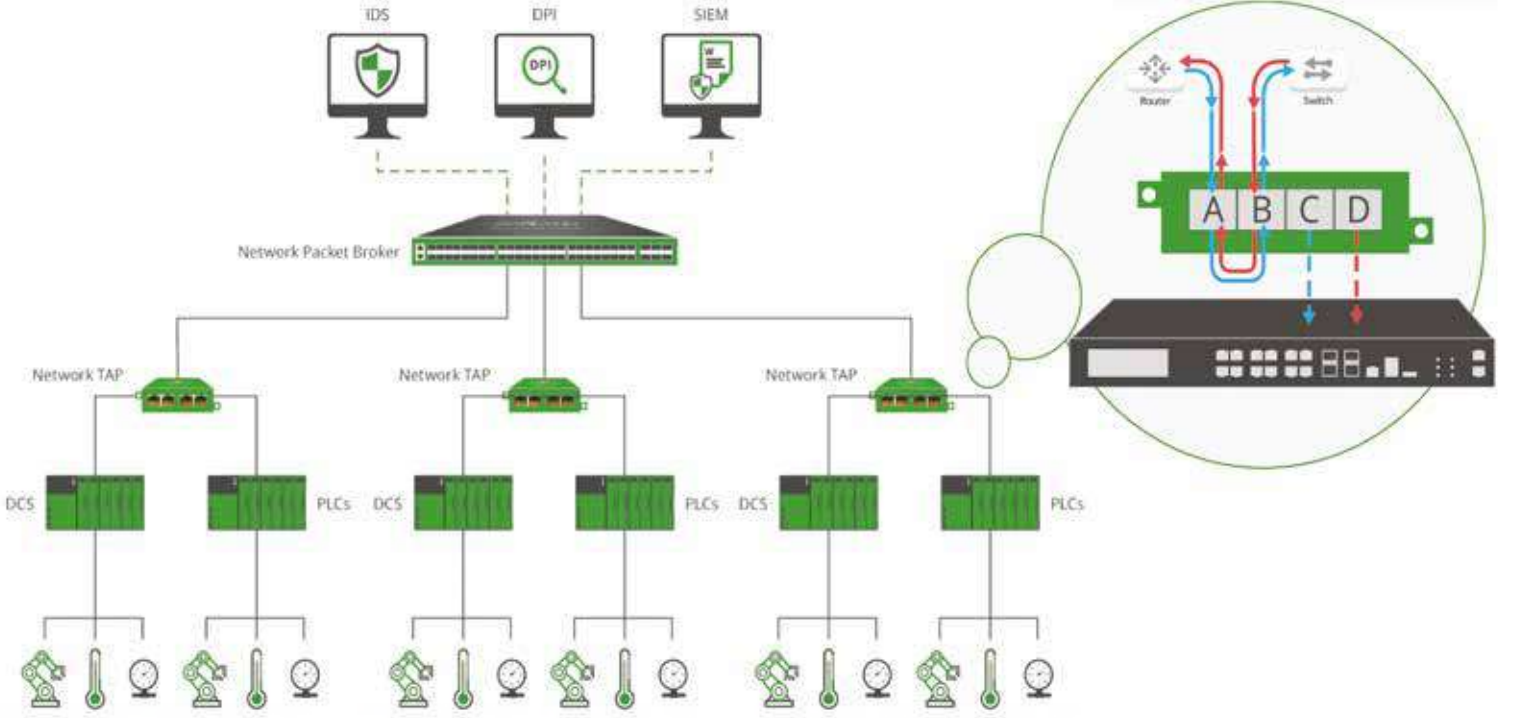 IDS
DPI
SIEM
DPI
W
Router
Switch
A B C D
Network Packet Broker
Network TAP
Network TAP
Network TAP
DCS
PLCs
DCS
PLCs
DCS
PLCs